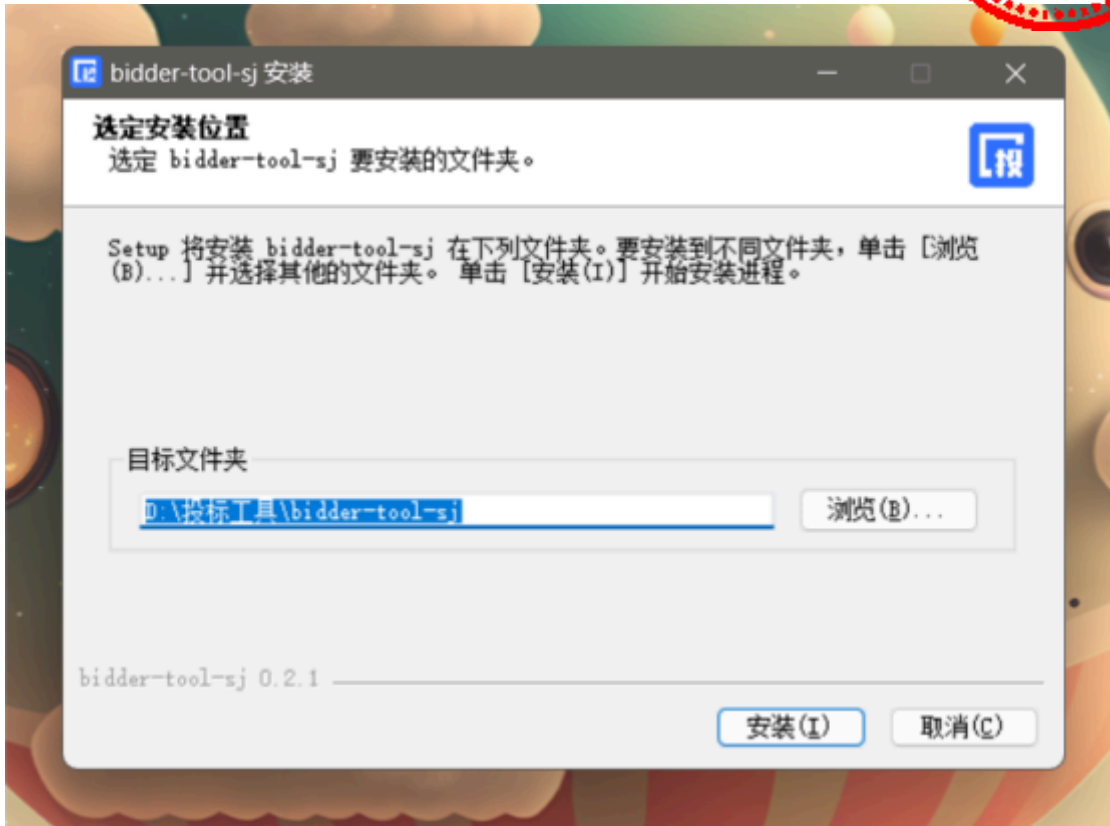 bidder-tool-sj 安装
选定安装位置
选定 bidder-tool-sj 要安装的文件夹。
投
Setup 将安装 bidder-tool-sj 在下列文件夹。要安装到不同文件夹，单击 [浏览
(B)...] 并选择其他的文件夹。 单击 [安装(I)] 开始安装进程。
目标文件夹
D:\投标工具\bidder-tool-sj
浏览(B)...
bidder-tool-sj 0.2.1
安装(I)
取消(C)